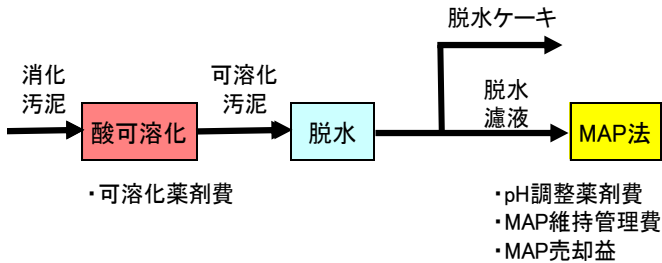 脱水ケーキ
消化
汚泥
可溶化
汚泥
脱水
濾液
酸可溶化
脱水
MAP法
・可溶化薬剤費
・pH調整薬剤費
・MAP維持管理費
・MAP売却益